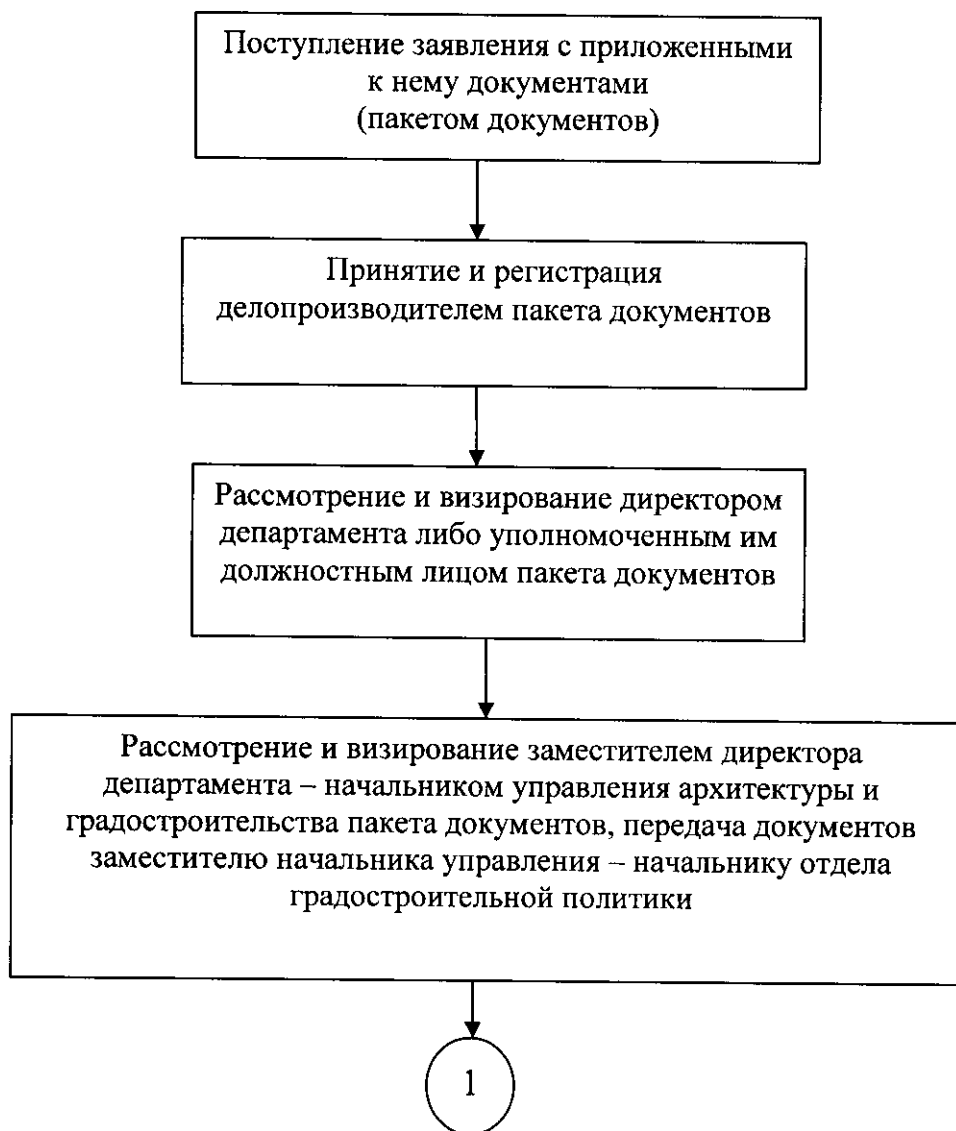 Поступление заявления с приложенными
к нему документами
(пакетом документов)
Принятие и регистрация
делопроизводителем пакета документов
Рассмотрение и визирование директором
департамента либо уполномоченным им
должностным лицом пакета документов
Рассмотрение и визирование заместителем директора
департамента – начальником управления архитектуры и
градостроительства пакета документов, передача документов
заместителю начальника управления – начальнику отдела
градостроительной политики
1